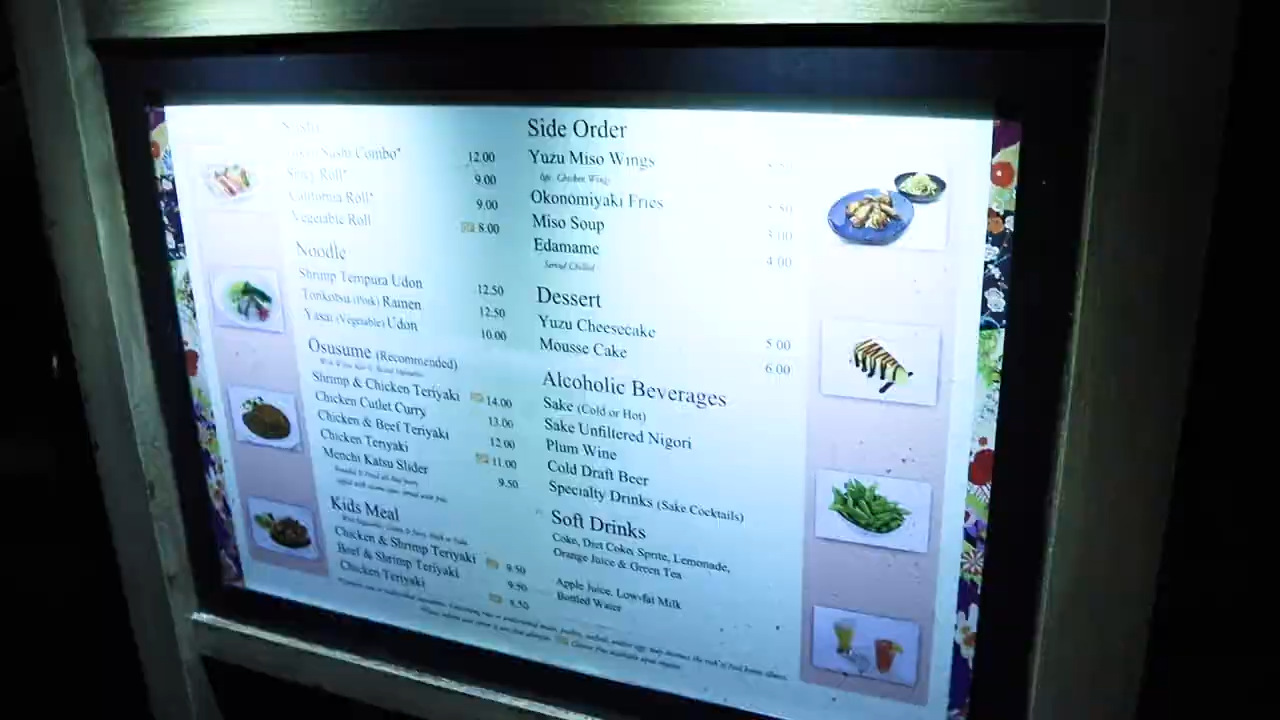 Sushi
Sushi Combo* 12.00
Spicy Roll* 9.00
California Roll* 9.00
Vegetable Roll 8.00
Noodle
Shrimp Tempura Udon 12.50
Tonkotsu (Pork) Ramen 12.50
Yasai (Vegetable) Udon 10.00
Osusume (Recommended)
Shrimp & Chicken Teriyaki 14.00
Chicken Cutlet Curry 13.00
Chicken & Beef Teriyaki 12.00
Chicken Teriyaki 11.00
Menchi Katsu Slider 9.50
Kids Meal
Chicken & Shrimp Teriyaki 9.50
Beef & Shrimp Teriyaki 9.50
Chicken Teriyaki 8.50
Side Order
Yuzu Miso Wings
6pc. Chicken Wings
Okonomiyaki Fries
Miso Soup 3.00
Edamame 4.00
Served Chilled
Dessert
Yuzu Cheesecake 5.00
Mousse Cake 6.00
Alcoholic Beverages
Sake (Cold or Hot)
Sake Unfiltered Nigori
Plum Wine
Cold Draft Beer
Specialty Drinks (Sake Cocktails)
Soft Drinks
Coke, Diet Coke, Sprite, Lemonade,
Orange Juice & Green Tea
Apple Juice, Low-fat Milk
Bottled Water